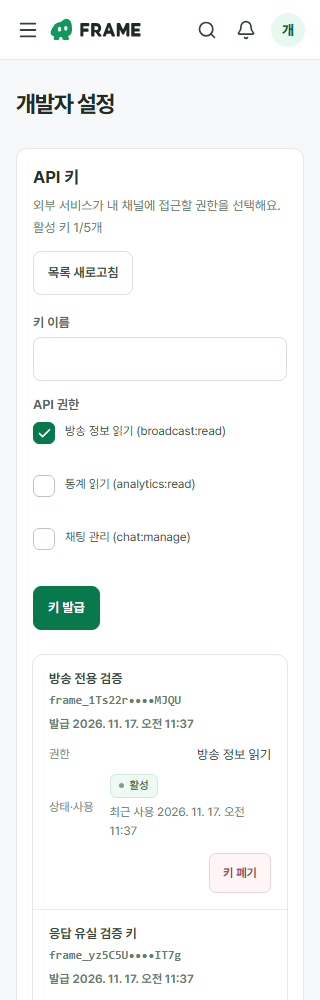 FRAME
개
개발자 설정
API 키
외부 서비스가 내 채널에 접근할 권한을 선택해요.
활성 키 1/5개
목록 새로고침
키 이름
API 권한
방송 정보 읽기 (broadcast:read)
통계 읽기 (analytics:read)
채팅 관리 (chat:manage)
키 발급
방송 전용 검증
frame_1Ts22r••••MJQU
발급 2026. 11. 17. 오전 11:37
권한 방송 정보 읽기
활성
상태·사용
최근 사용 2026. 11. 17. 오전
11:37
키 폐기
응답 유실 검증 키
frame_yz5C5U••••IT7g
발급 2026. 11. 17. 오전 11:37